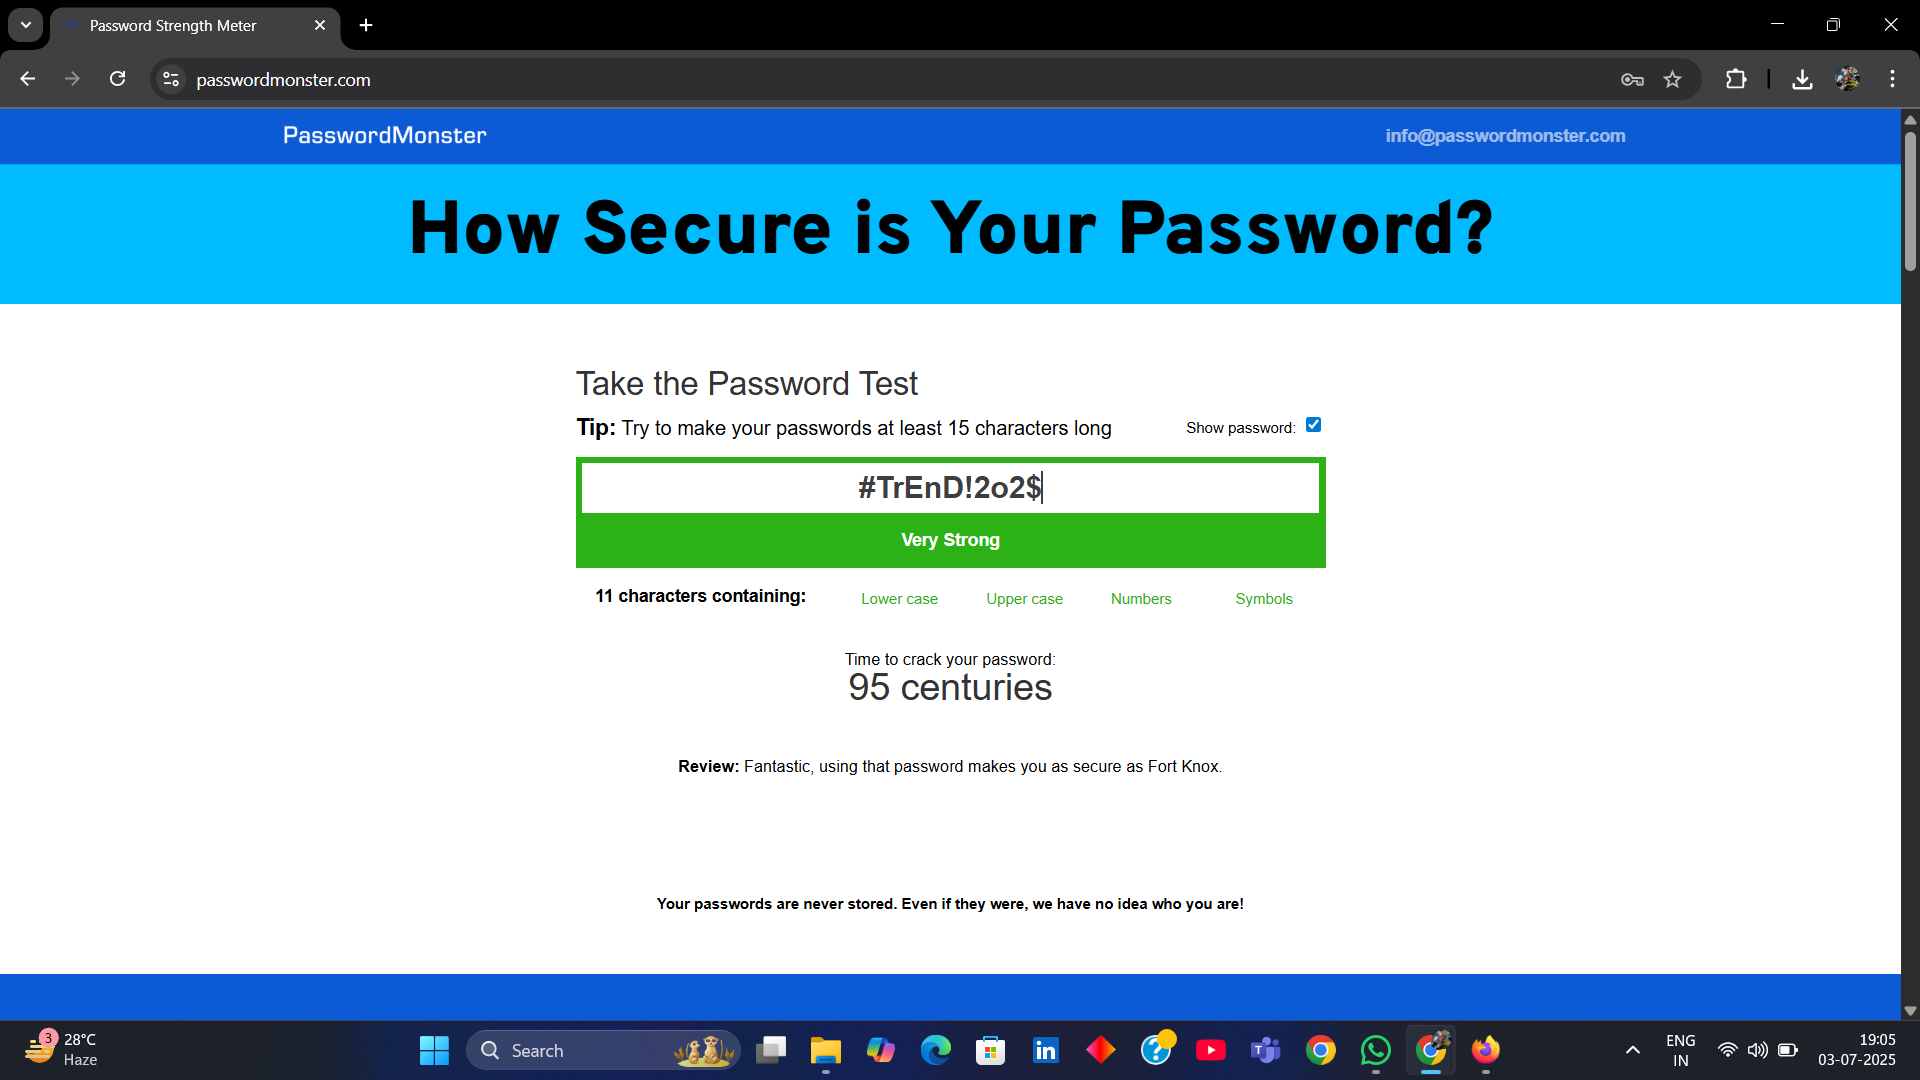 Password Strength Meter
passwordmonster.com
PasswordMonster
info@passwordmonster.com
How Secure is Your Password?
Take the Password Test
Tip: Try to make your passwords at least 15 characters long
Show password:
#TrEnD!2o2$
Very Strong
11 characters containing:
Lower case
Upper case
Numbers
Symbols
Time to crack your password:
95 centuries
Review: Fantastic, using that password makes you as secure as Fort Knox.
Your passwords are never stored. Even if they were, we have no idea who you are!
3
28°C
Haze
Search
ENG
IN
19:05
03-07-2025